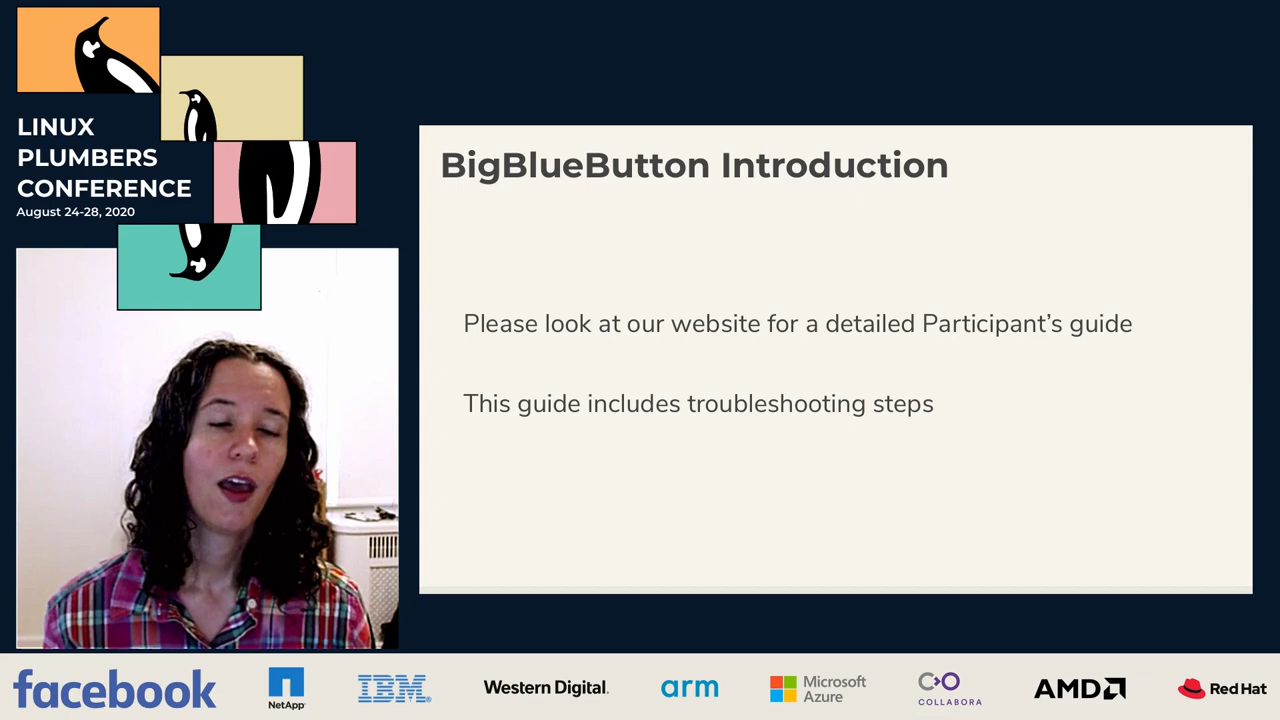 LINUX
PLUMBERS
CONFERENCE
August 24-28, 2020
BigBlueButton Introduction
Please look at our website for a detailed Participant’s guide
This guide includes troubleshooting steps
facebook
NetApp
IBM
Western Digital.
arm
Microsoft
Azure
COLLABORA
AMD
Red Hat